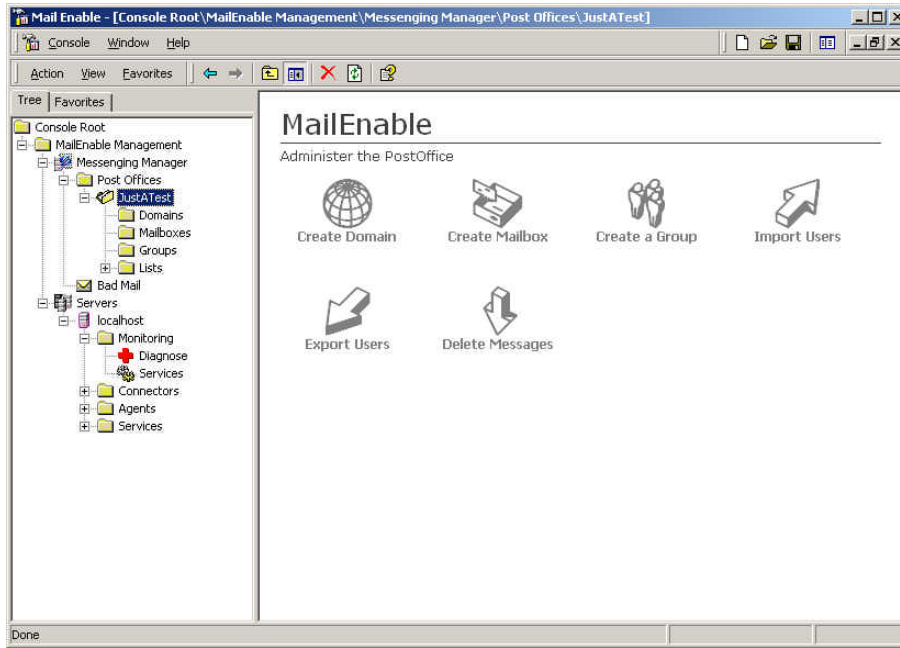 Mail Enable - [Console Root\MailEnable Management\Messenging Manager\Post Offices\JustATest]
Console Window Help
Action View Favorites
Tree Favorites
Console Root
MailEnable Management
Messenging Manager
Post Offices
JustATest
Domains
Mailboxes
Groups
Lists
Bad Mail
Servers
localhost
Monitoring
Diagnose
Services
Connectors
Agents
Services
MailEnable
Administer the PostOffice
Create Domain Create Mailbox Create a Group Import Users
Export Users Delete Messages
Done